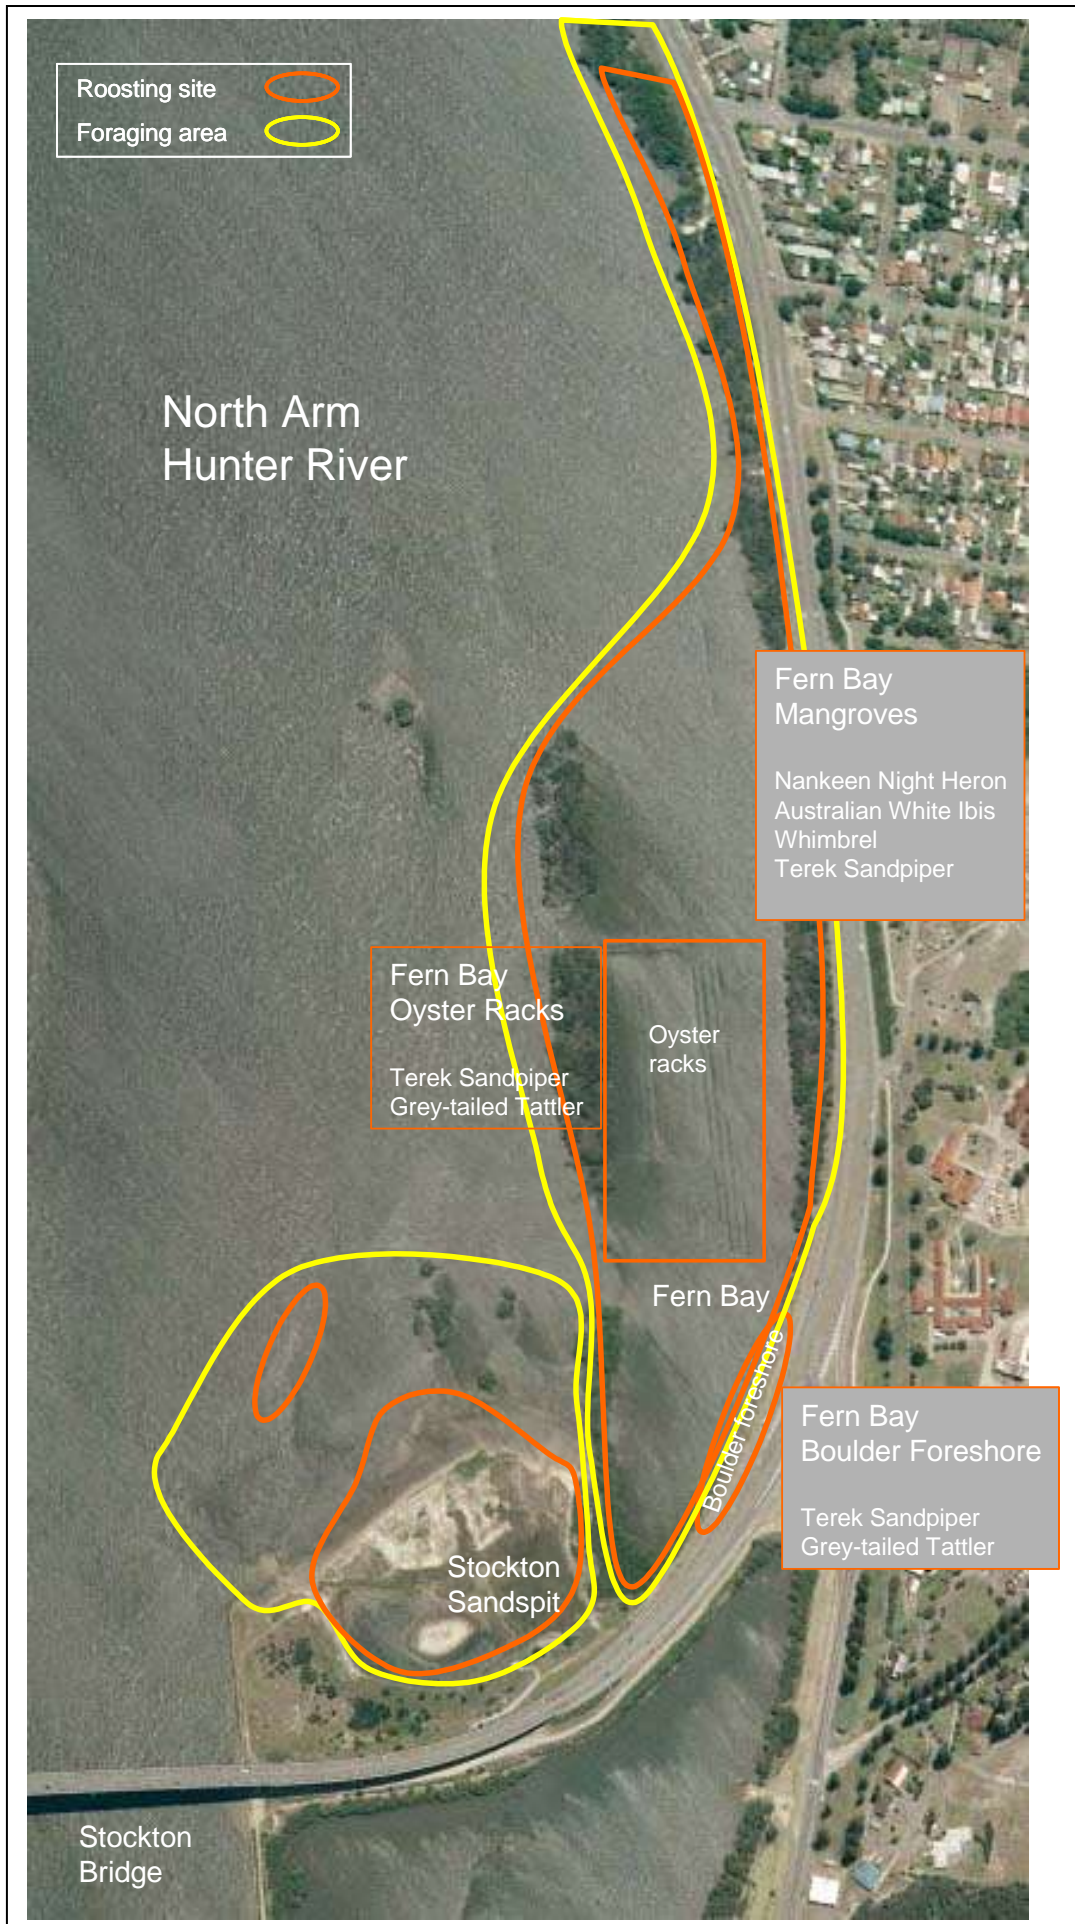 Roosting site
Foraging area
North Arm
Hunter River
Fern Bay
Mangroves
Nankeen Night Heron
Australian White Ibis
Whimbrel
Terek Sandpiper
Fern Bay
Oyster Racks
Terek Sandpiper
Grey-tailed Tattler
Oyster
racks
Fern Bay
Boulder foreshore
Fern Bay
Boulder Foreshore
Terek Sandpiper
Grey-tailed Tattler
Stockton
Sandspit
Stockton
Bridge